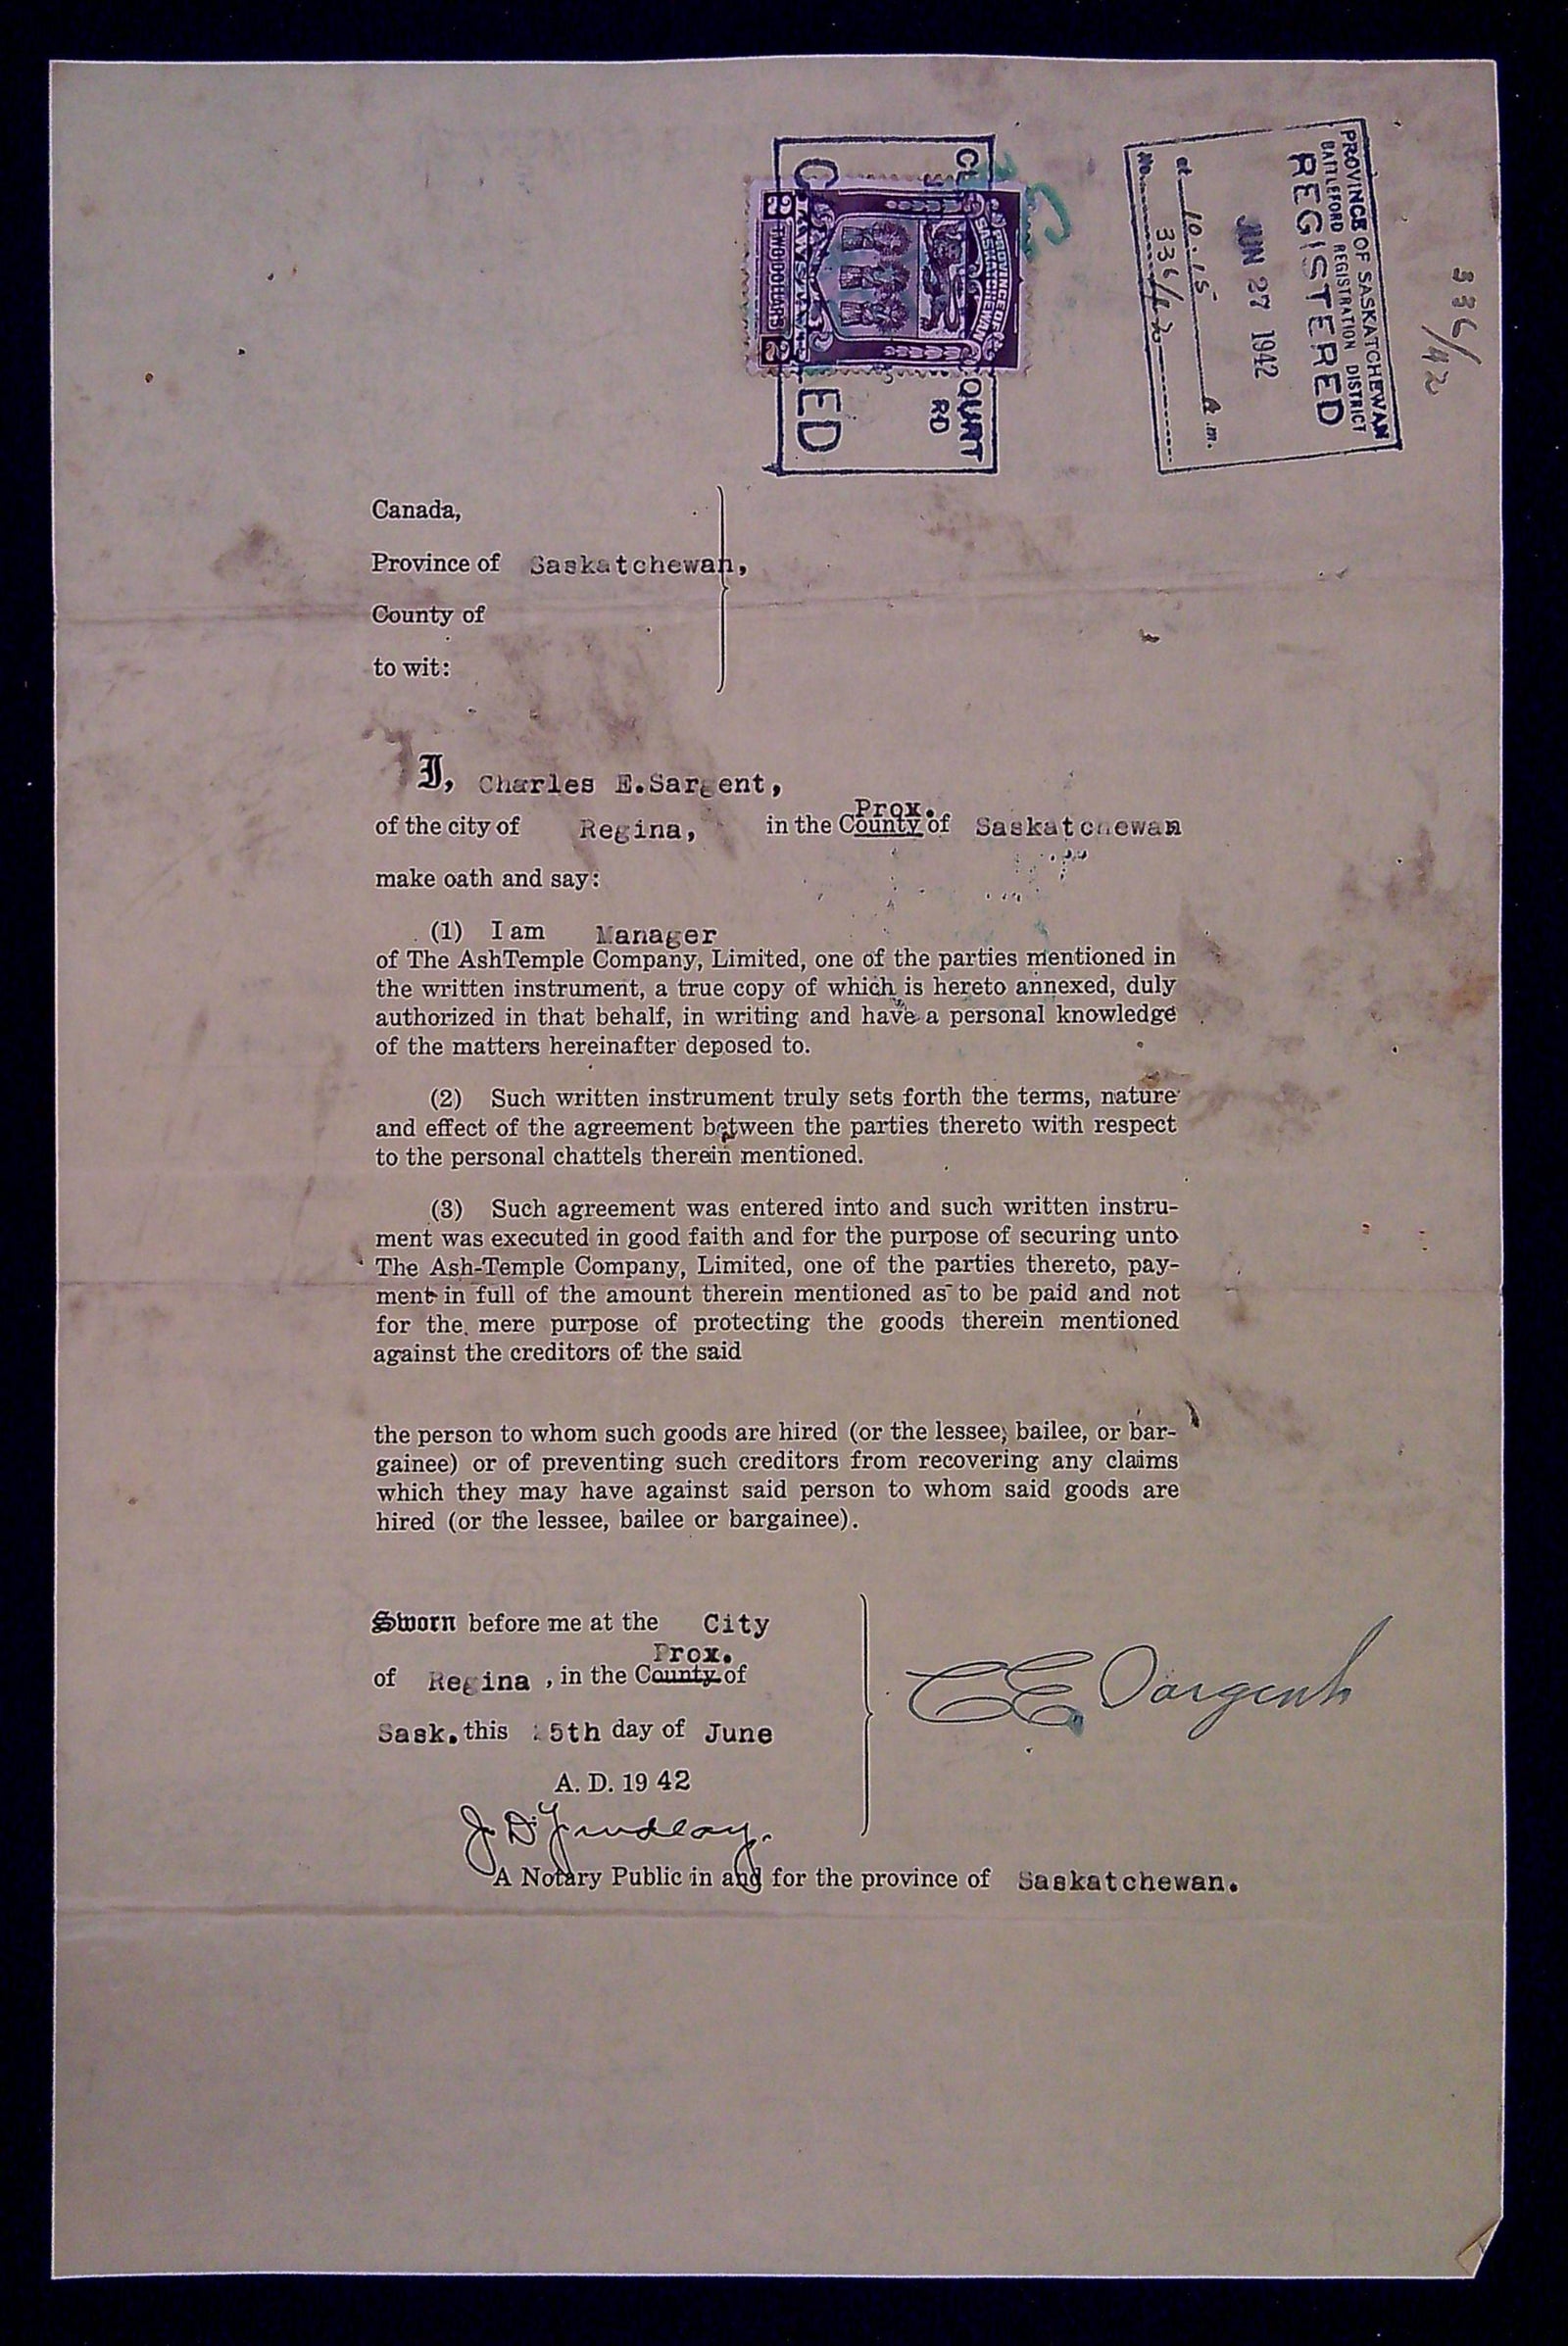 336/42
PROVINCE OF SASKATCHEWAN
BATTLEFORD REGISTRATION DISTRICT
REGISTERED
JUN 27 1942
at 10.15 A.m.
No. 336/42
PROVINCE OF
SASKATCHEWAN
2 TWO DOLLARS 2
Canada,
Province of Saskatchewan,
County of
to wit:
I, Charles E.Sargent,
Prox.
of the city of Regina, in the County of Saskatchewan
make oath and say:
(1) I am Manager
of The AshTemple Company, Limited, one of the parties mentioned in
the written instrument, a true copy of which is hereto annexed, duly
authorized in that behalf, in writing and have a personal knowledge
of the matters hereinafter deposed to.
(2) Such written instrument truly sets forth the terms, nature
and effect of the agreement between the parties thereto with respect
to the personal chattels therein mentioned.
(3) Such agreement was entered into and such written instru-
ment was executed in good faith and for the purpose of securing unto
The Ash-Temple Company, Limited, one of the parties thereto, pay-
ment in full of the amount therein mentioned as to be paid and not
for the mere purpose of protecting the goods therein mentioned
against the creditors of the said
the person to whom such goods are hired (or the lessee, bailee, or bar-
gainee) or of preventing such creditors from recovering any claims
which they may have against said person to whom said goods are
hired (or the lessee, bailee or bargainee).
Sworn before me at the City
Prox.
of Regina, in the County of
Sask. this 25th day of June
A. D. 19 42
C E Sargent
J. D. Findlay.
A Notary Public in and for the province of Saskatchewan.